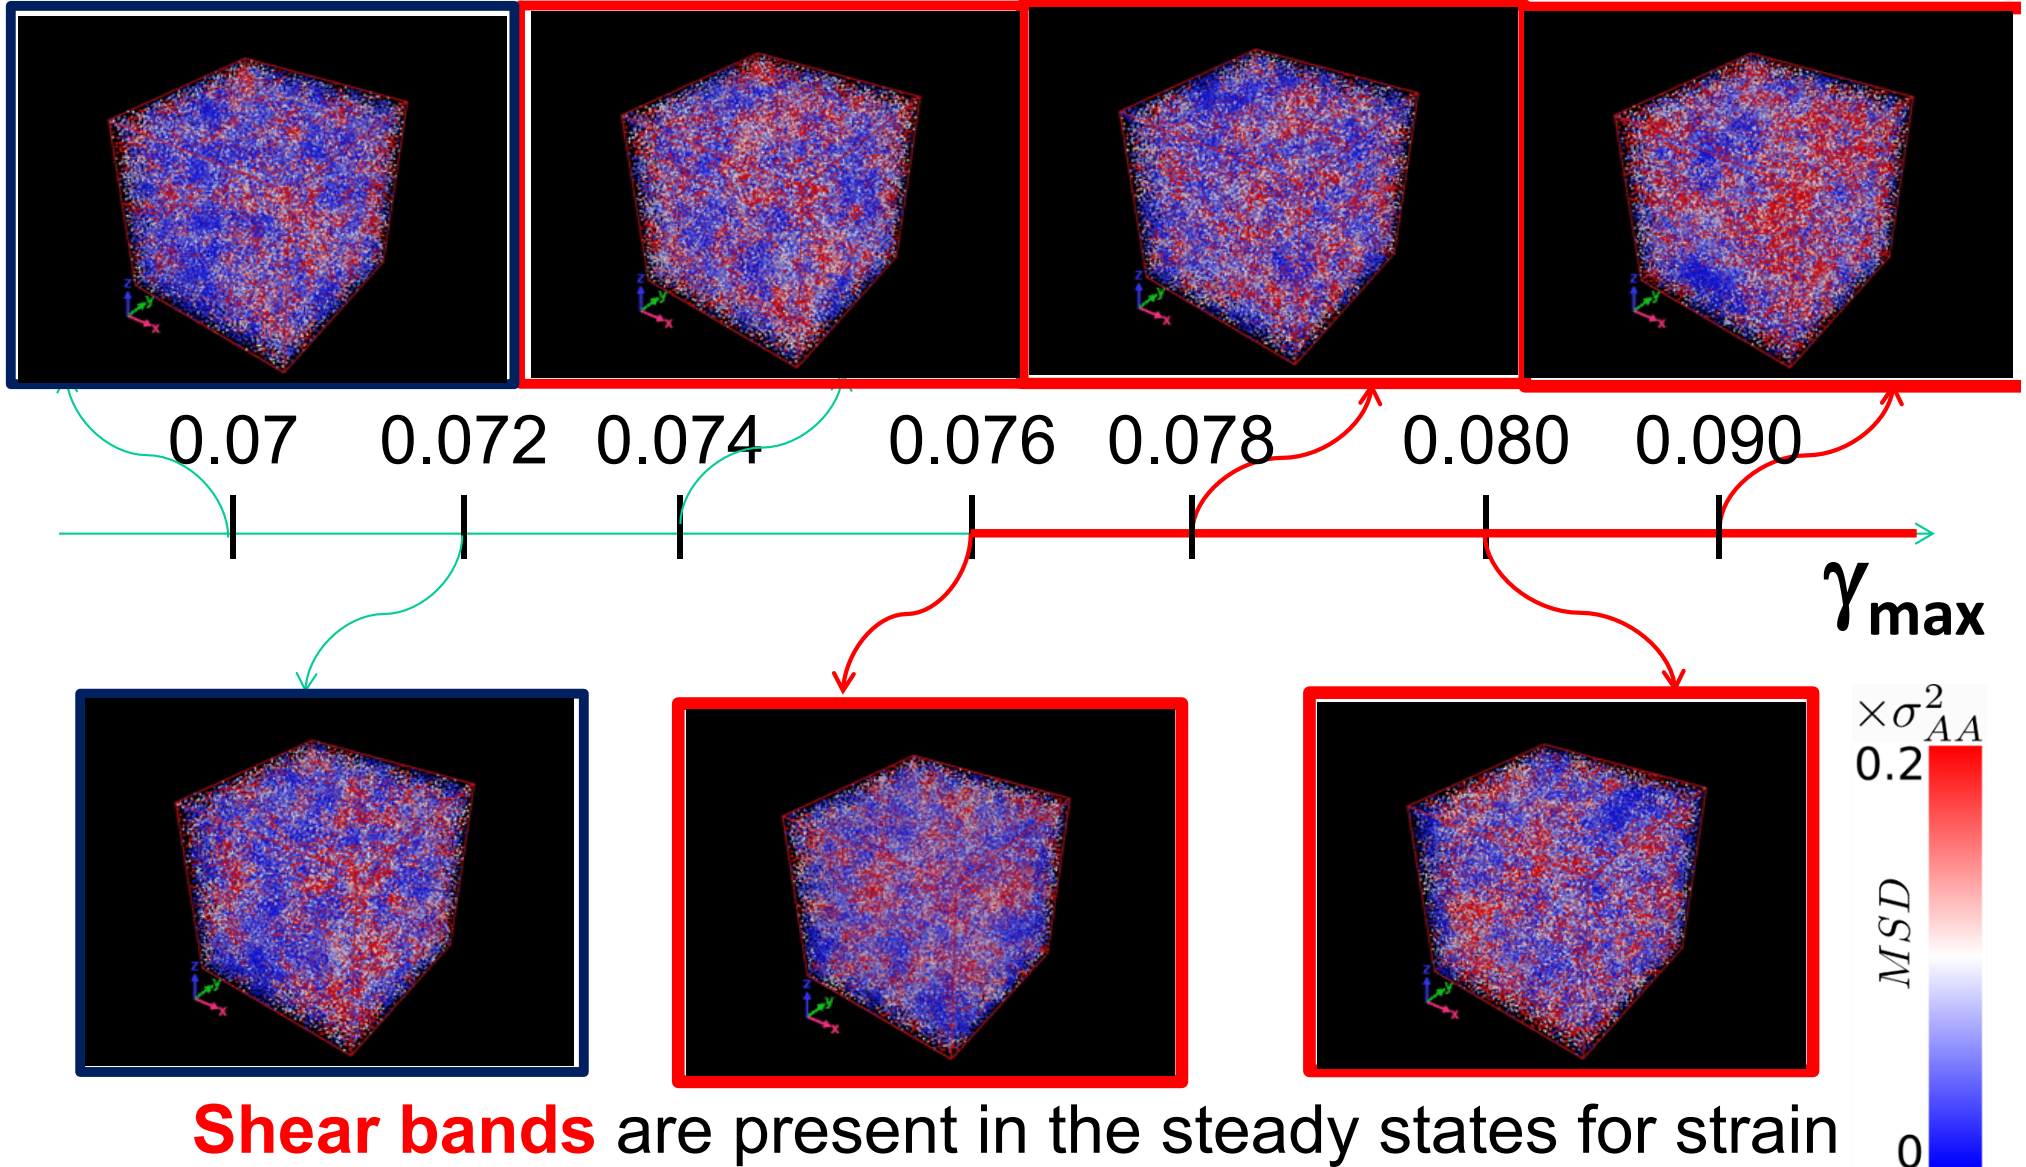 z y x
z y x
z y x
z y x
0.07 0.072 0.074 0.076 0.078 0.080 0.090
γmax
×σ²AA
0.2
MSD
0
z y x
z y x
z y x
Shear bands are present in the steady states for strain